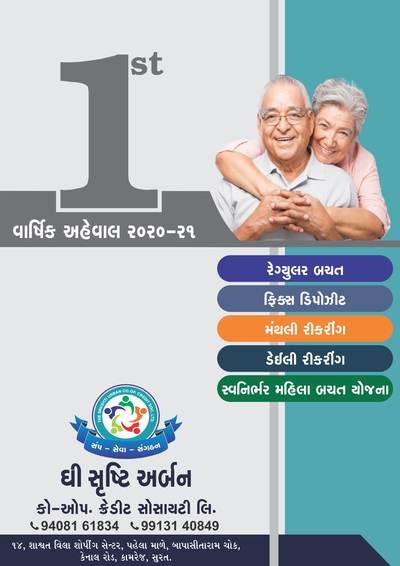 1st
વાર્ષિક અહેવાલ ૨૦૨૦-૨૧
રેગ્યુલર બચત
ફિક્સ ડિપોઝીટ
મંથલી રીકરીંગ
ડેઈલી રીકરીંગ
સ્વનિર્ભર મહિલા બચત યોજના
સંપ - સેવા - સંગઠન
ધી સૃષ્ટિ અર્બન
કો-ઓપ. ક્રેડીટ સોસાયટી લિ.
94081 61834 99131 40849
૧૪, શાશ્વત વિલા શોપીંગ સેન્ટર, પહેલા માળે, બાપાસીતારામ ચોક,
કેનાલ રોડ, કામરેજ, સુરત.